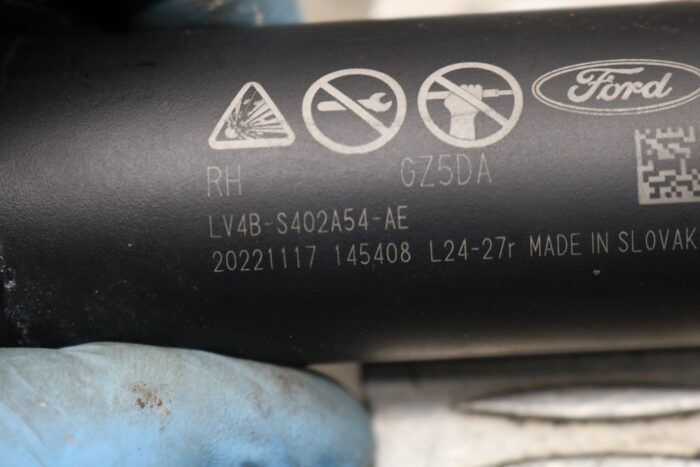 Ford
RH GZ5DA
LV4B-S402A54-AE
20221117 145408 L24-27r MADE IN SLOVAK